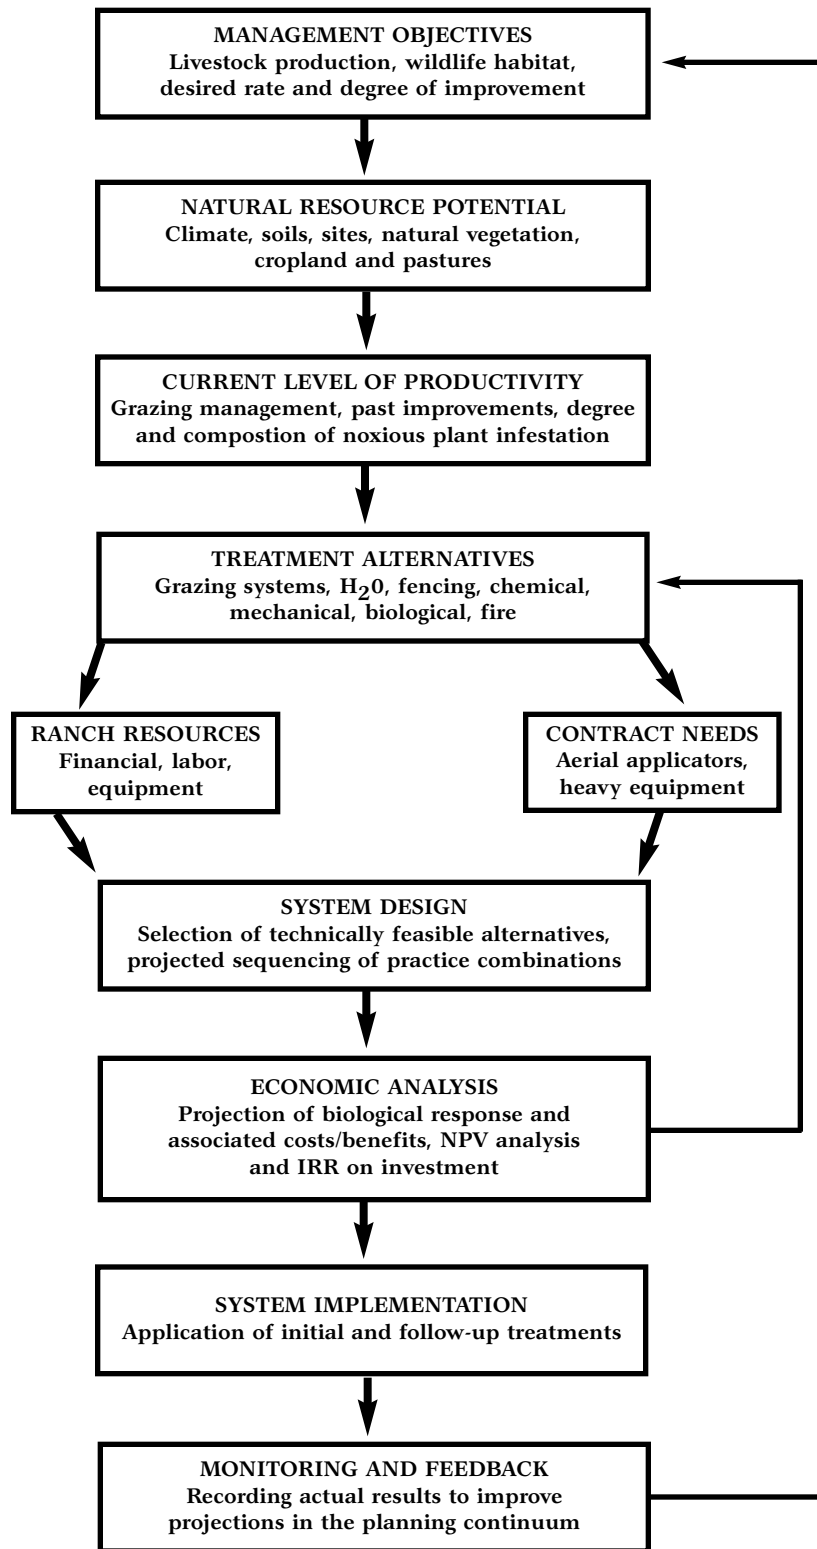 MANAGEMENT OBJECTIVES
Livestock production, wildlife habitat,
desired rate and degree of improvement
NATURAL RESOURCE POTENTIAL
Climate, soils, sites, natural vegetation,
cropland and pastures
CURRENT LEVEL OF PRODUCTIVITY
Grazing management, past improvements, degree
and compostion of noxious plant infestation
TREATMENT ALTERNATIVES
Grazing systems, H₂0, fencing, chemical,
mechanical, biological, fire
RANCH RESOURCES
Financial, labor,
equipment
CONTRACT NEEDS
Aerial applicators,
heavy equipment
SYSTEM DESIGN
Selection of technically feasible alternatives,
projected sequencing of practice combinations
ECONOMIC ANALYSIS
Projection of biological response and
associated costs/benefits, NPV analysis
and IRR on investment
SYSTEM IMPLEMENTATION
Application of initial and follow-up treatments
MONITORING AND FEEDBACK
Recording actual results to improve
projections in the planning continuum